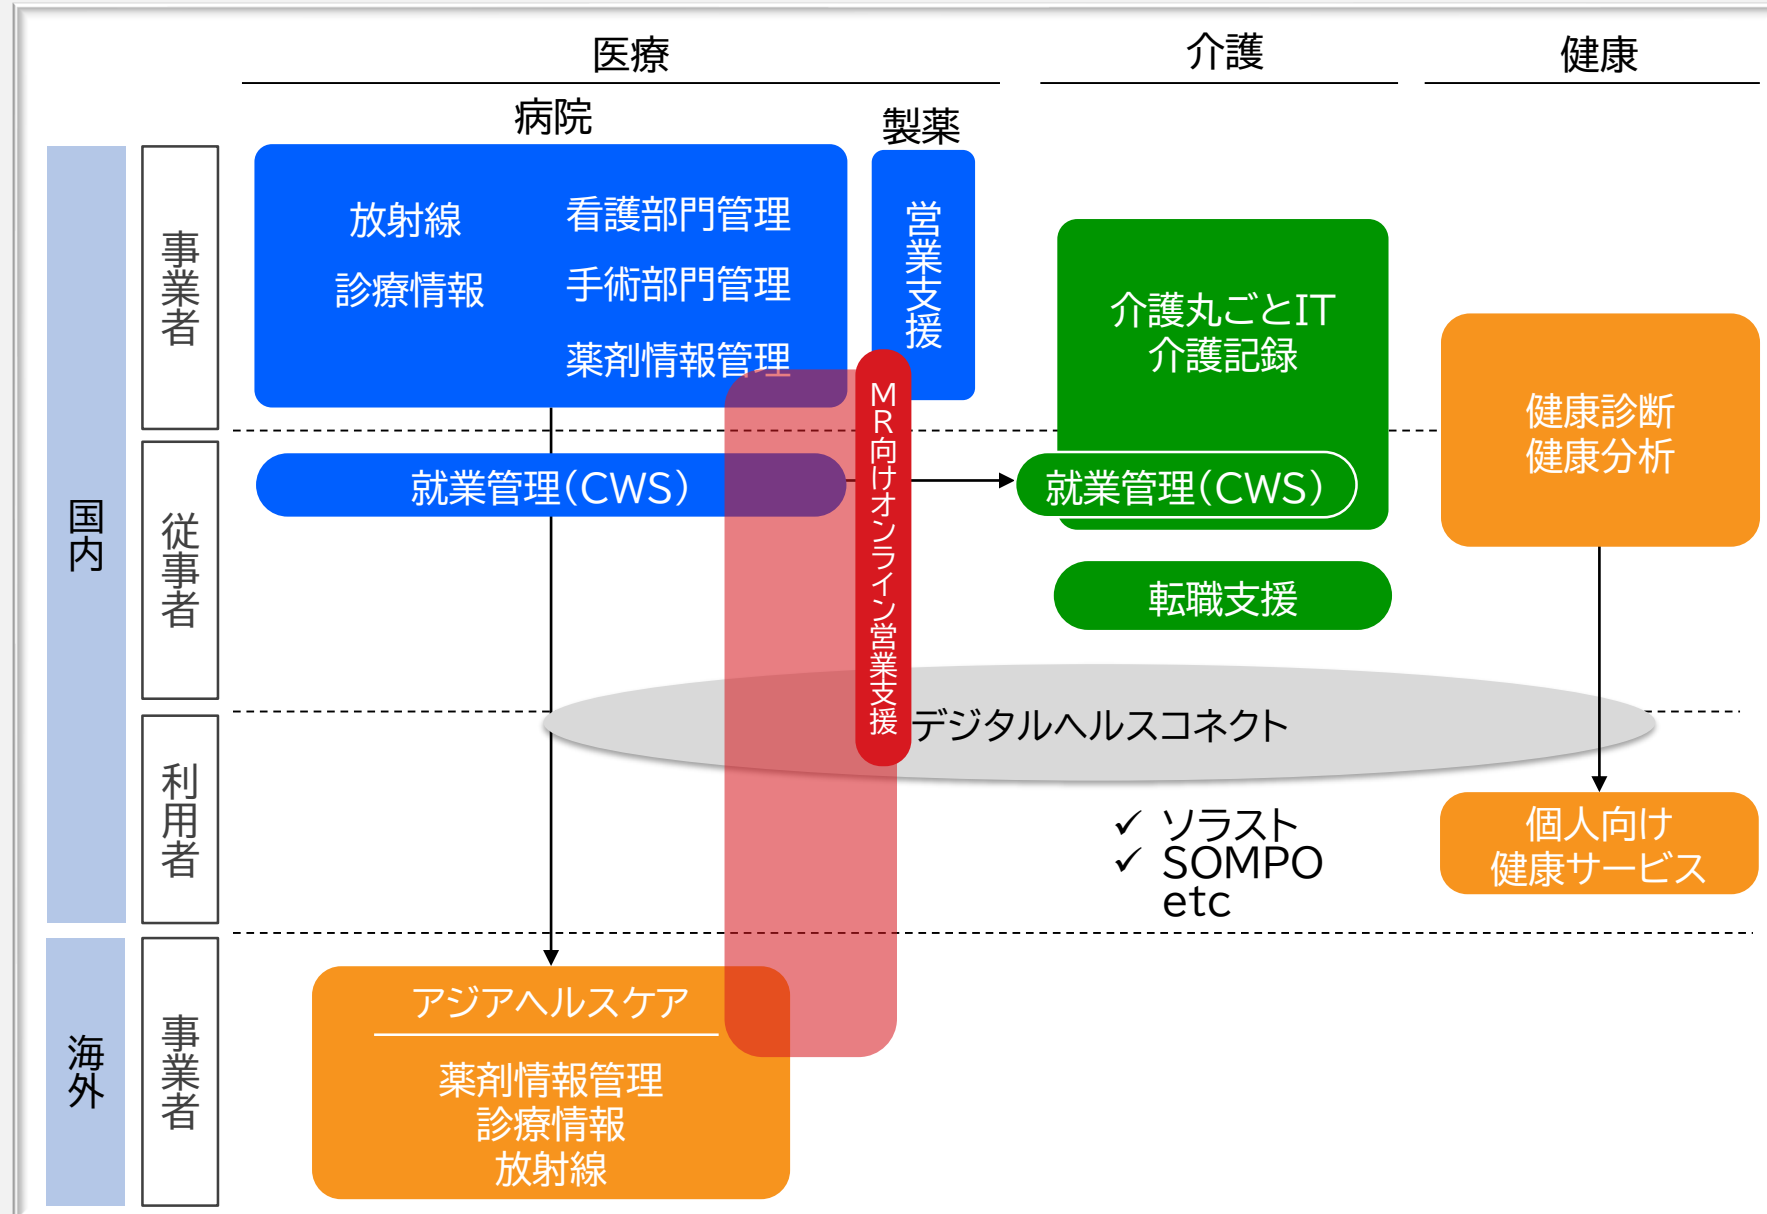 医療
介護
健康
病院
製薬
国内
事業者
放射線
診療情報
看護部門管理
手術部門管理
薬剤情報管理
営業支援
介護丸ごとIT
介護記録
健康診断
健康分析
MR向けオンライン営業支援
従事者
就業管理（CWS）
就業管理（CWS）
転職支援
デジタルヘルスコネクト
利用者
✓ ソラスト
✓ SOMPO
etc
個人向け
健康サービス
海外
事業者
アジアヘルスケア
薬剤情報管理
診療情報
放射線